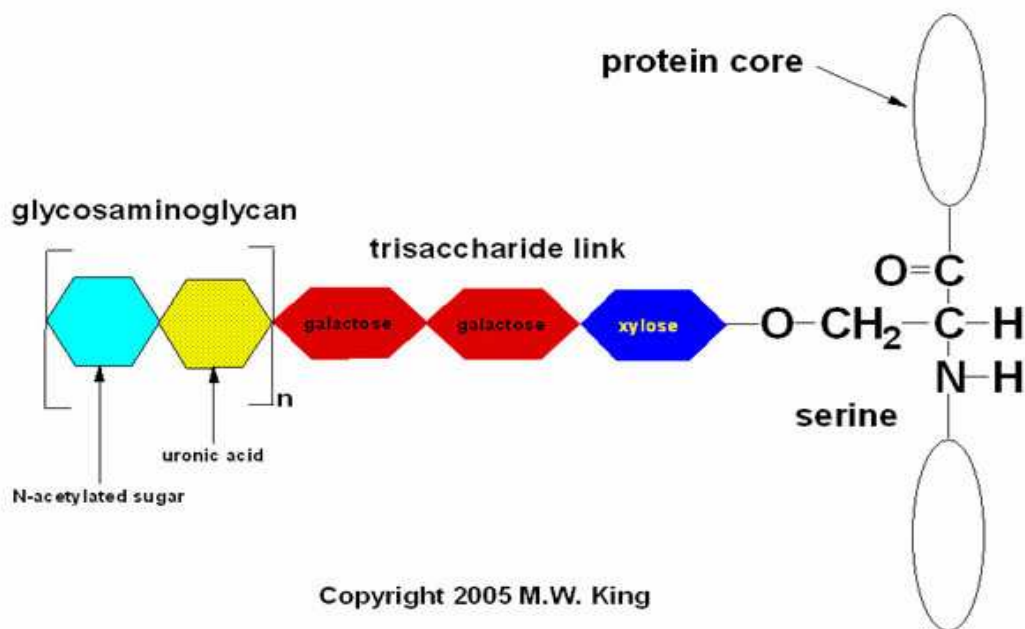 protein core
glycosaminoglycan
trisaccharide link
galactose
galactose
xylose
O
CH2
O=C
C
H
N
H
n
serine
uronic acid
N-acetylated sugar
Copyright 2005 M.W. King